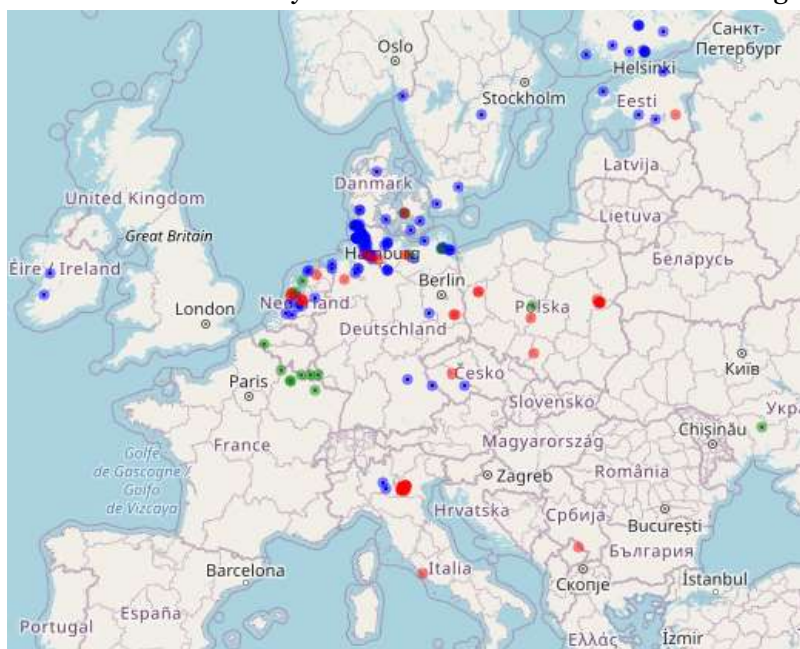 Санкт-
Петербург
Oslo
Helsinki
Stockholm
Eesti
Latvija
Danmark
United Kingdom
Lietuva
Great Britain
Hamburg
Беларусь
Éire / Ireland
Berlin
Nederland
Polska
London
Deutschland
Київ
Paris
Česko
Slovensko
Укра
Chișinău
Magyarország
France
Golfe
de Gascogne /
Golfo
de Vizcaya
Zagreb
România
Hrvatska
Србија
București
България
Barcelona
Italia
Скопје
İstanbul
España
Portugal
Ελλάς
İzmir